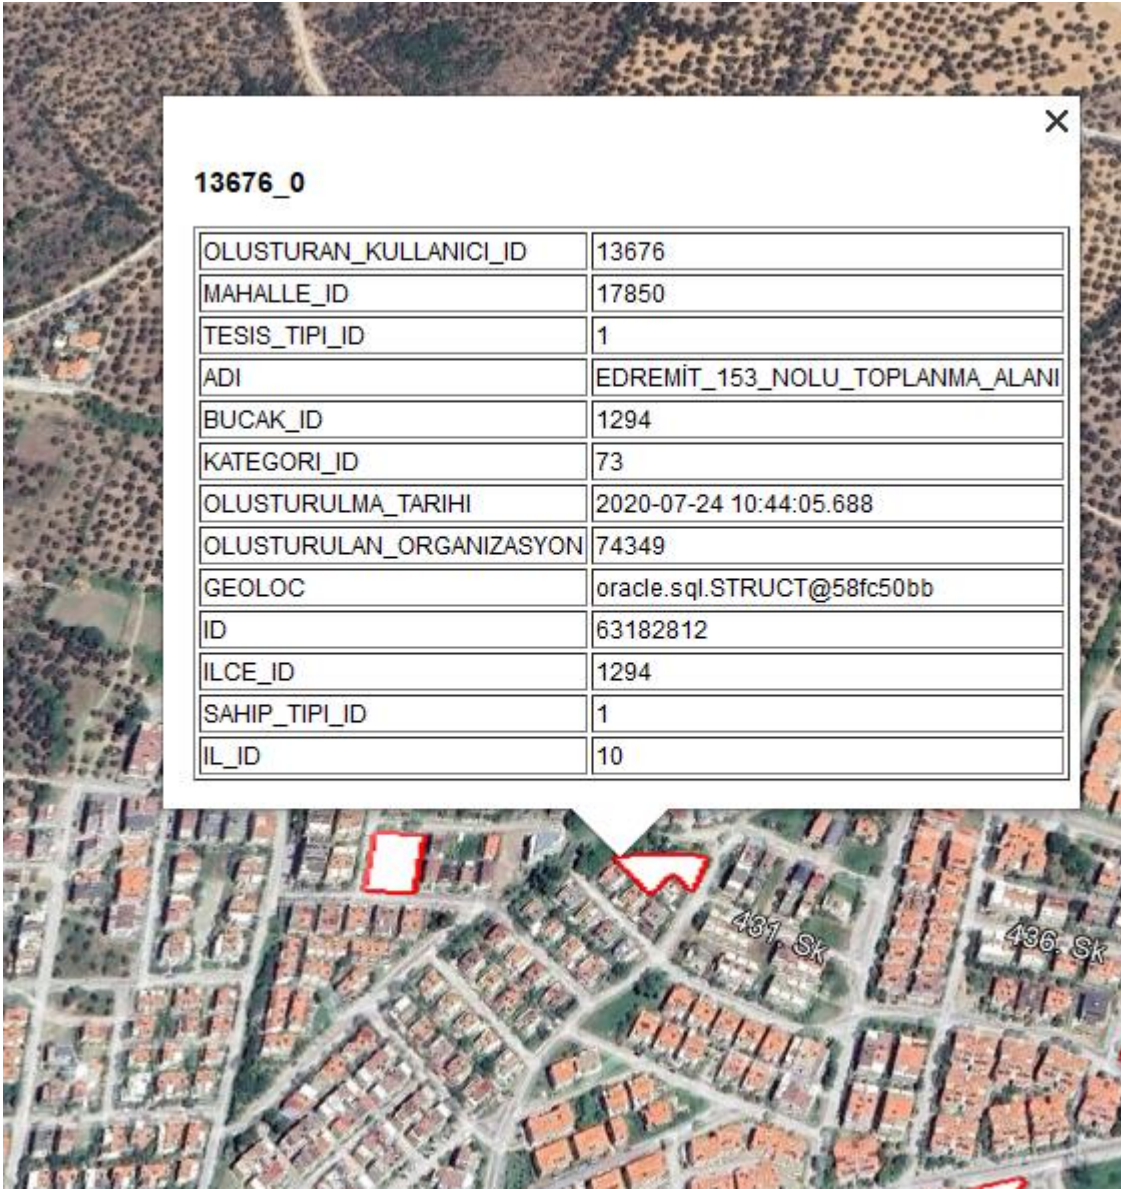 13676_0
OLUSTURAN_KULLANICI_ID 13676
MAHALLE_ID 17850
TESIS_TIPI_ID 1
ADI EDREMİT_153_NOLU_TOPLANMA_ALANI
BUCAK_ID 1294
KATEGORI_ID 73
OLUSTURULMA_TARIHI 2020-07-24 10:44:05.688
OLUSTURULAN_ORGANIZASYON 74349
GEOLOC oracle.sql.STRUCT@58fc50bb
ID 63182812
ILCE_ID 1294
SAHIP_TIPI_ID 1
IL_ID 10
431. Sk
436. Sk